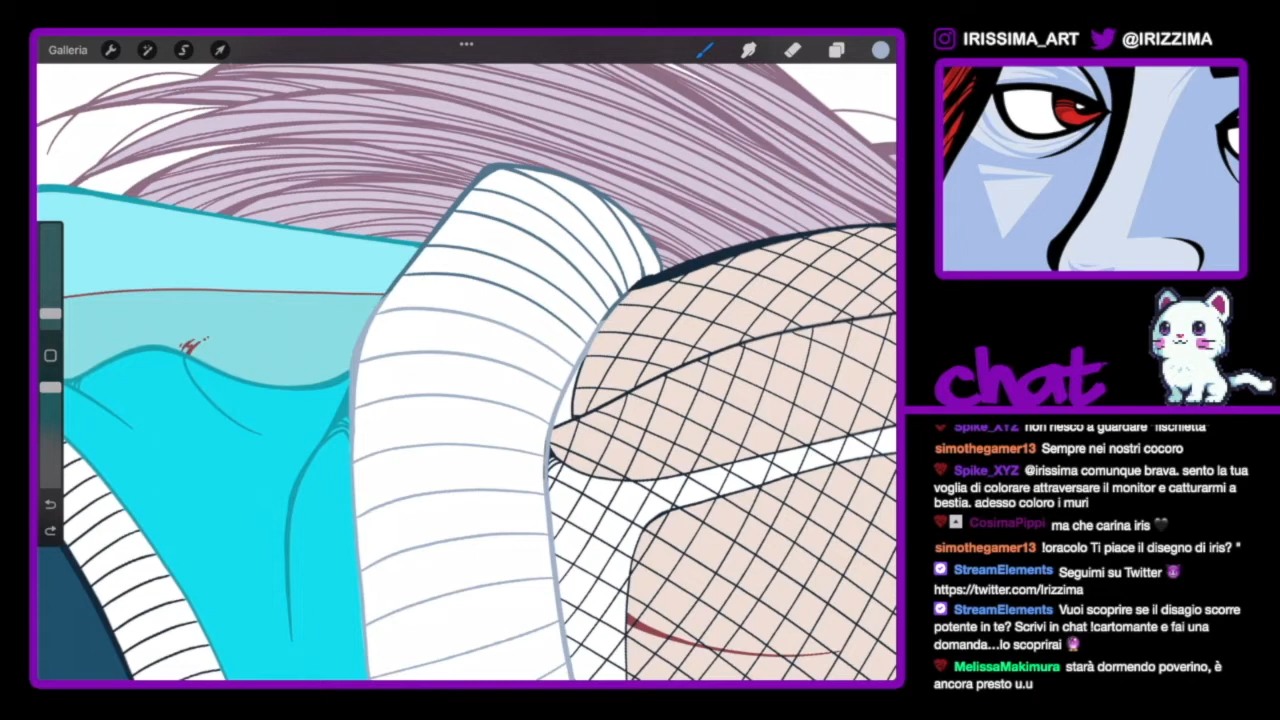 Galleria
IRISSIMA_ART @IRIZZIMA
chat
Spike_XYZ non riesco a guardare *fischietta*
simothegamer13 Sempre nei nostri cocoro
Spike_XYZ @irissima comunque brava. sento la tua
voglia di colorare attraversare il monitor e catturarmi a
bestia. adesso coloro i muri
CosimaPippi ma che carina iris 🖤
simothegamer13 !oracolo Ti piace il disegno di iris? "
StreamElements Seguimi su Twitter 😈
https://twitter.com/Irizzima
StreamElements Vuoi scoprire se il disagio scorre
potente in te? Scrivi in chat !cartomante e fai una
domanda...lo scoprirai 🔮
MelissaMakimura starà dormendo poverino, è
ancora presto u.u